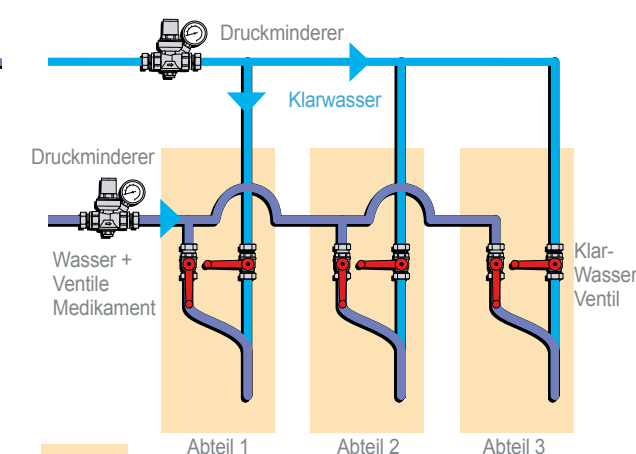 Druckminderer
Klarwasser
Druckminderer
Wasser +
Ventile
Medikament
Klar-
Wasser
Ventil
Abteil 1
Abteil 2
Abteil 3